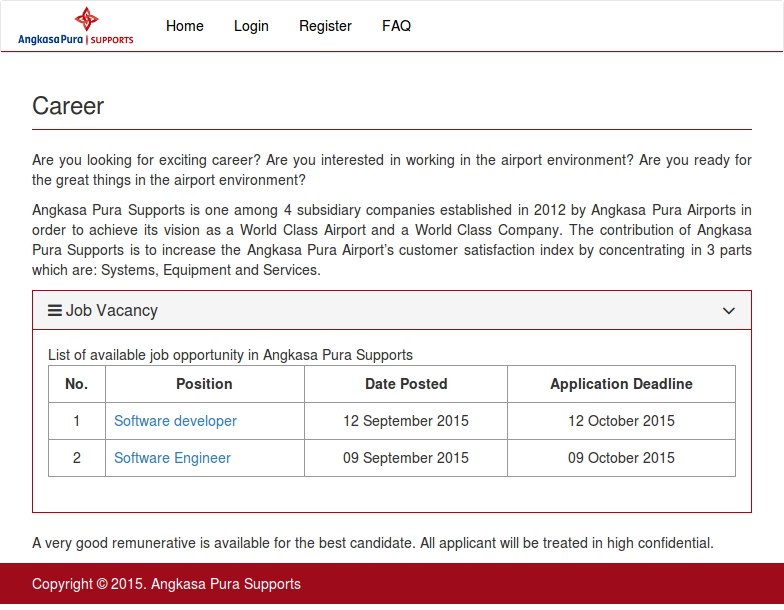 AngkasaPura | SUPPORTS
Home Login Register FAQ
Career
Are you looking for exciting career? Are you interested in working in the airport environment? Are you ready for
the great things in the airport environment?
Angkasa Pura Supports is one among 4 subsidiary companies established in 2012 by Angkasa Pura Airports in
order to achieve its vision as a World Class Airport and a World Class Company. The contribution of Angkasa
Pura Supports is to increase the Angkasa Pura Airport's customer satisfaction index by concentrating in 3 parts
which are: Systems, Equipment and Services.
Job Vacancy
List of available job opportunity in Angkasa Pura Supports
No. Position Date Posted Application Deadline
1 Software developer 12 September 2015 12 October 2015
2 Software Engineer 09 September 2015 09 October 2015
A very good remunerative is available for the best candidate. All applicant will be treated in high confidential.
Copyright © 2015. Angkasa Pura Supports